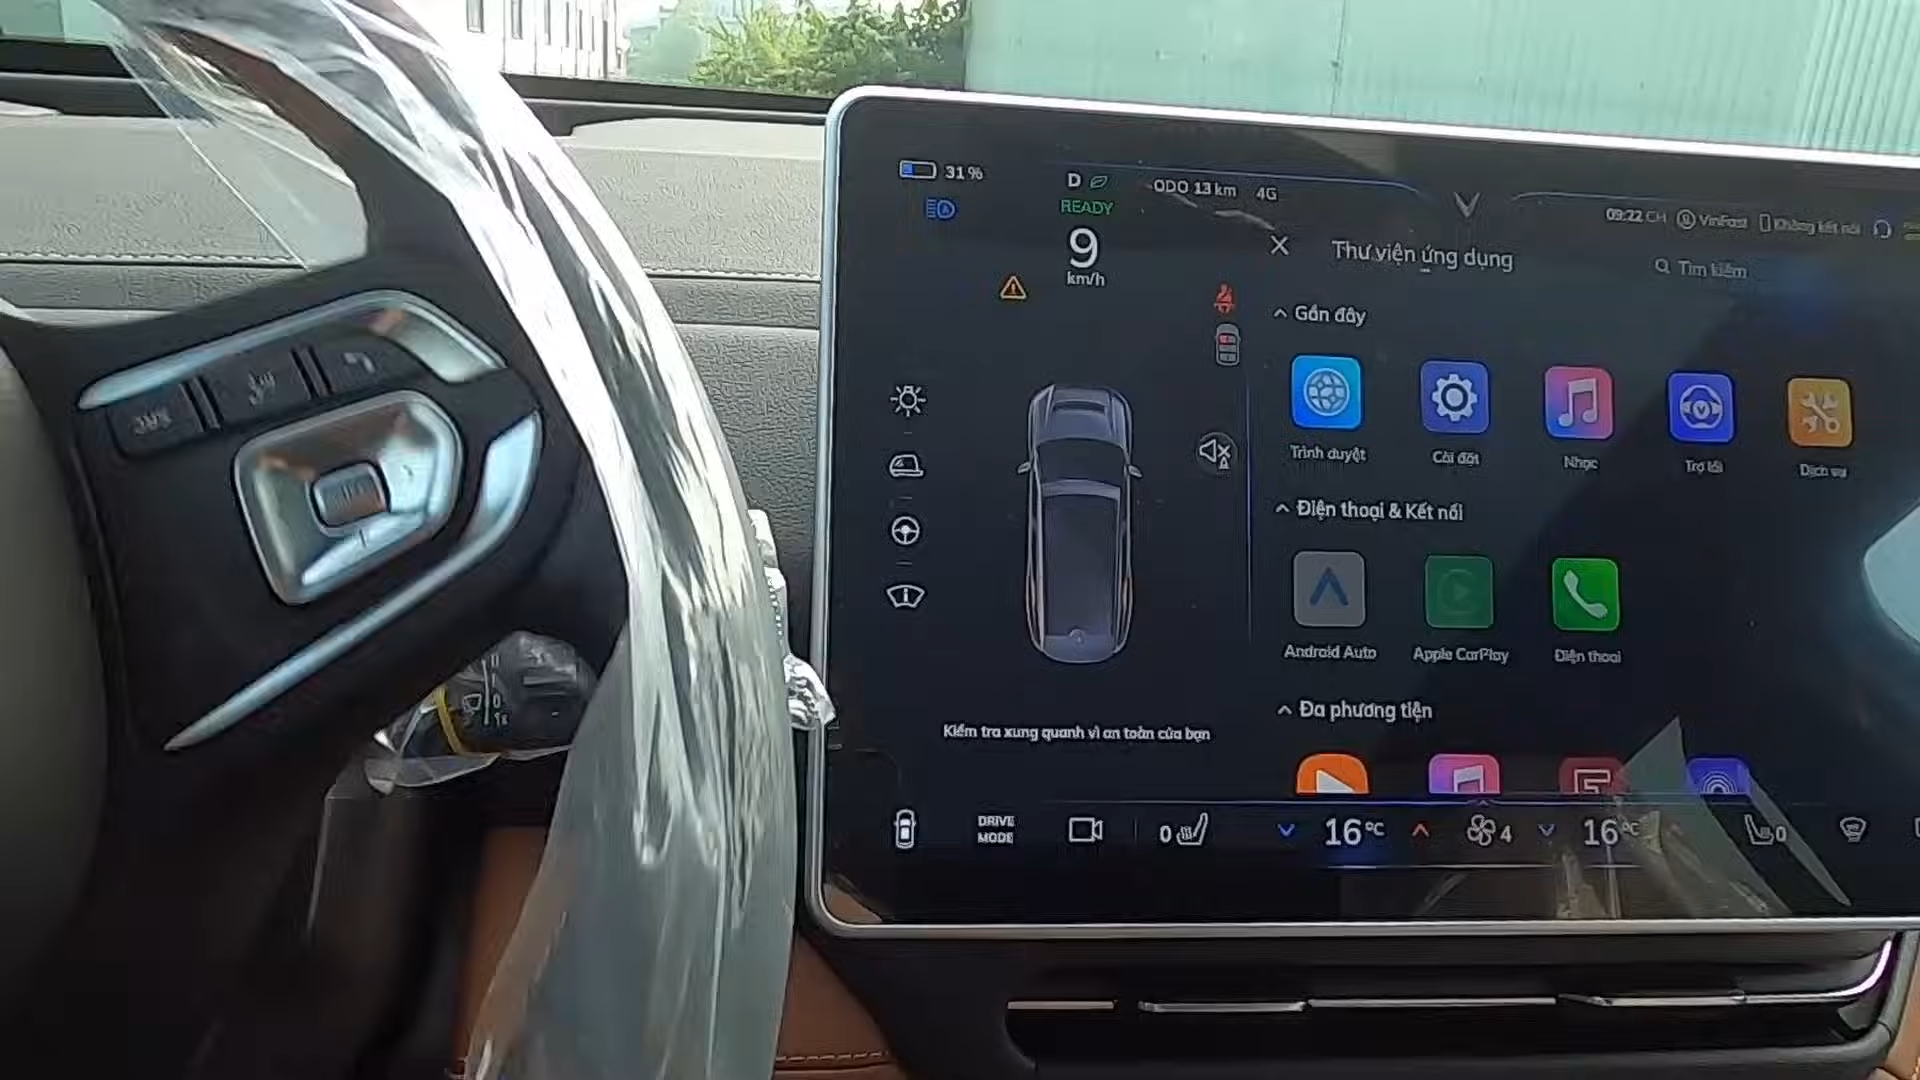 31%
D
ODO 13 km 4G
READY
09:22 CH VinFast Không kết nối
9
km/h
Thư viện ứng dụng
Tìm kiếm
Gần đây
Trình duyệt
Cài đặt
Nhạc
Trợ lái
Dịch vụ
Điện thoại & Kết nối
Android Auto
Apple CarPlay
Điện thoại
Đa phương tiện
Kiểm tra xung quanh vì an toàn của bạn
DRIVE
MODE
0
16°C
4
16°C
0